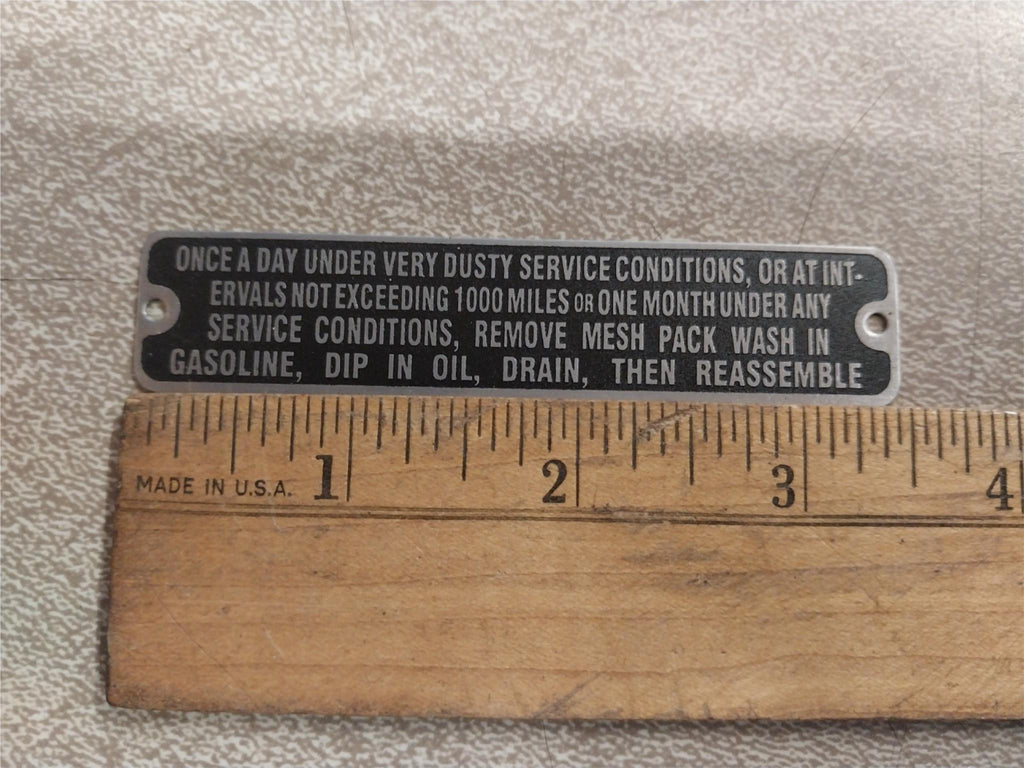 ONCE A DAY UNDER VERY DUSTY SERVICE CONDITIONS, OR AT INT-
ERVALS NOT EXCEEDING 1000 MILES OR ONE MONTH UNDER ANY
SERVICE CONDITIONS, REMOVE MESH PACK WASH IN
GASOLINE, DIP IN OIL, DRAIN, THEN REASSEMBLE
MADE IN U.S.A. 1 2 3 4